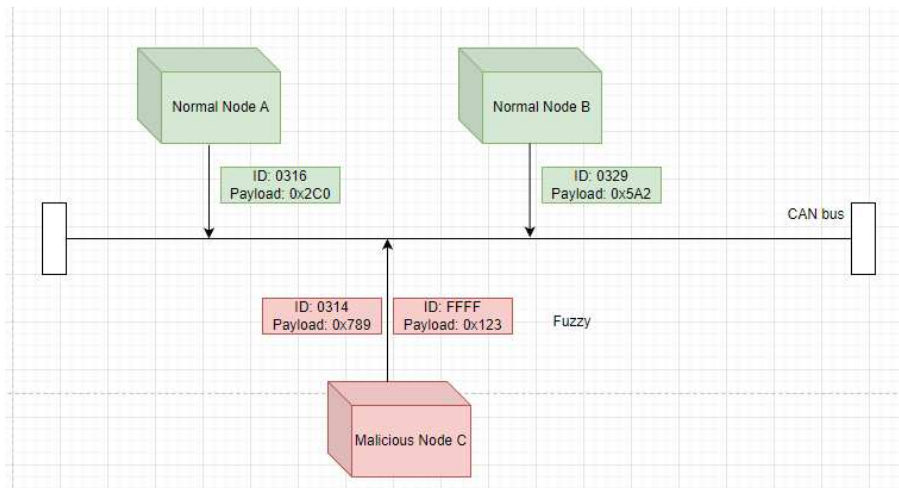 Normal Node A
Normal Node B
ID: 0316
Payload: 0x2C0
ID: 0329
Payload: 0x5A2
CAN bus
ID: 0314
Payload: 0x789
ID: FFFF
Payload: 0x123
Fuzzy
Malicious Node C